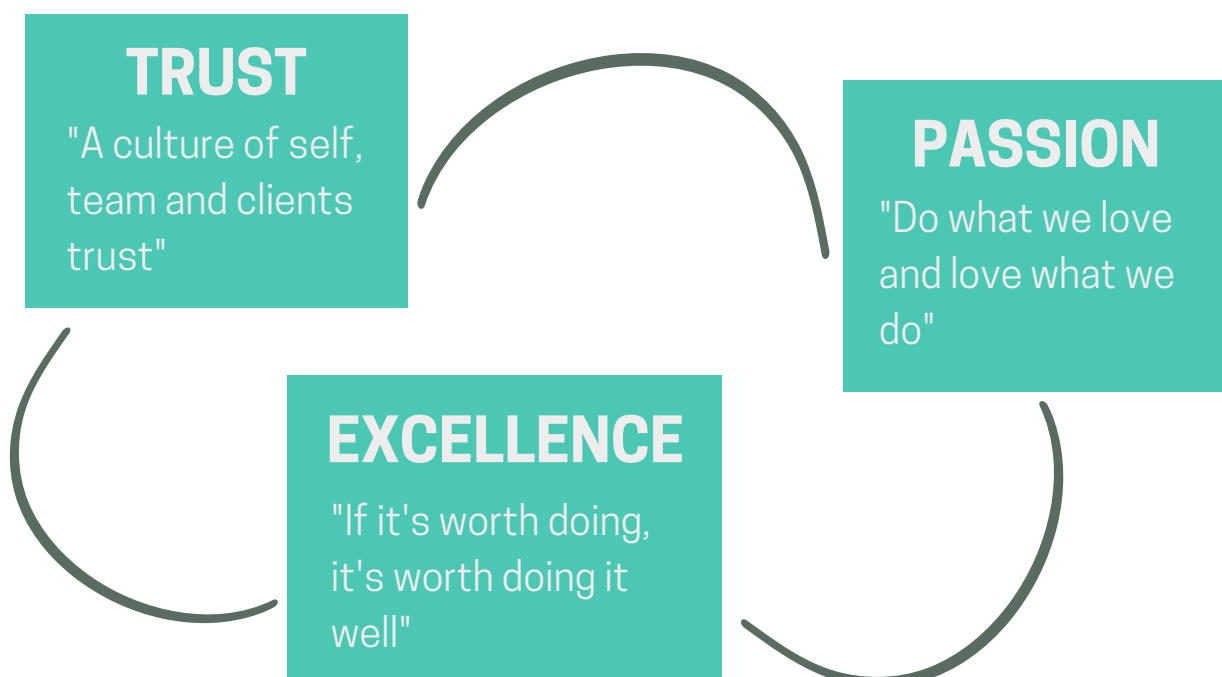 TRUST
"A culture of self,
team and clients
trust"
PASSION
"Do what we love
and love what we
do"
EXCELLENCE
"If it's worth doing,
it's worth doing it
well"